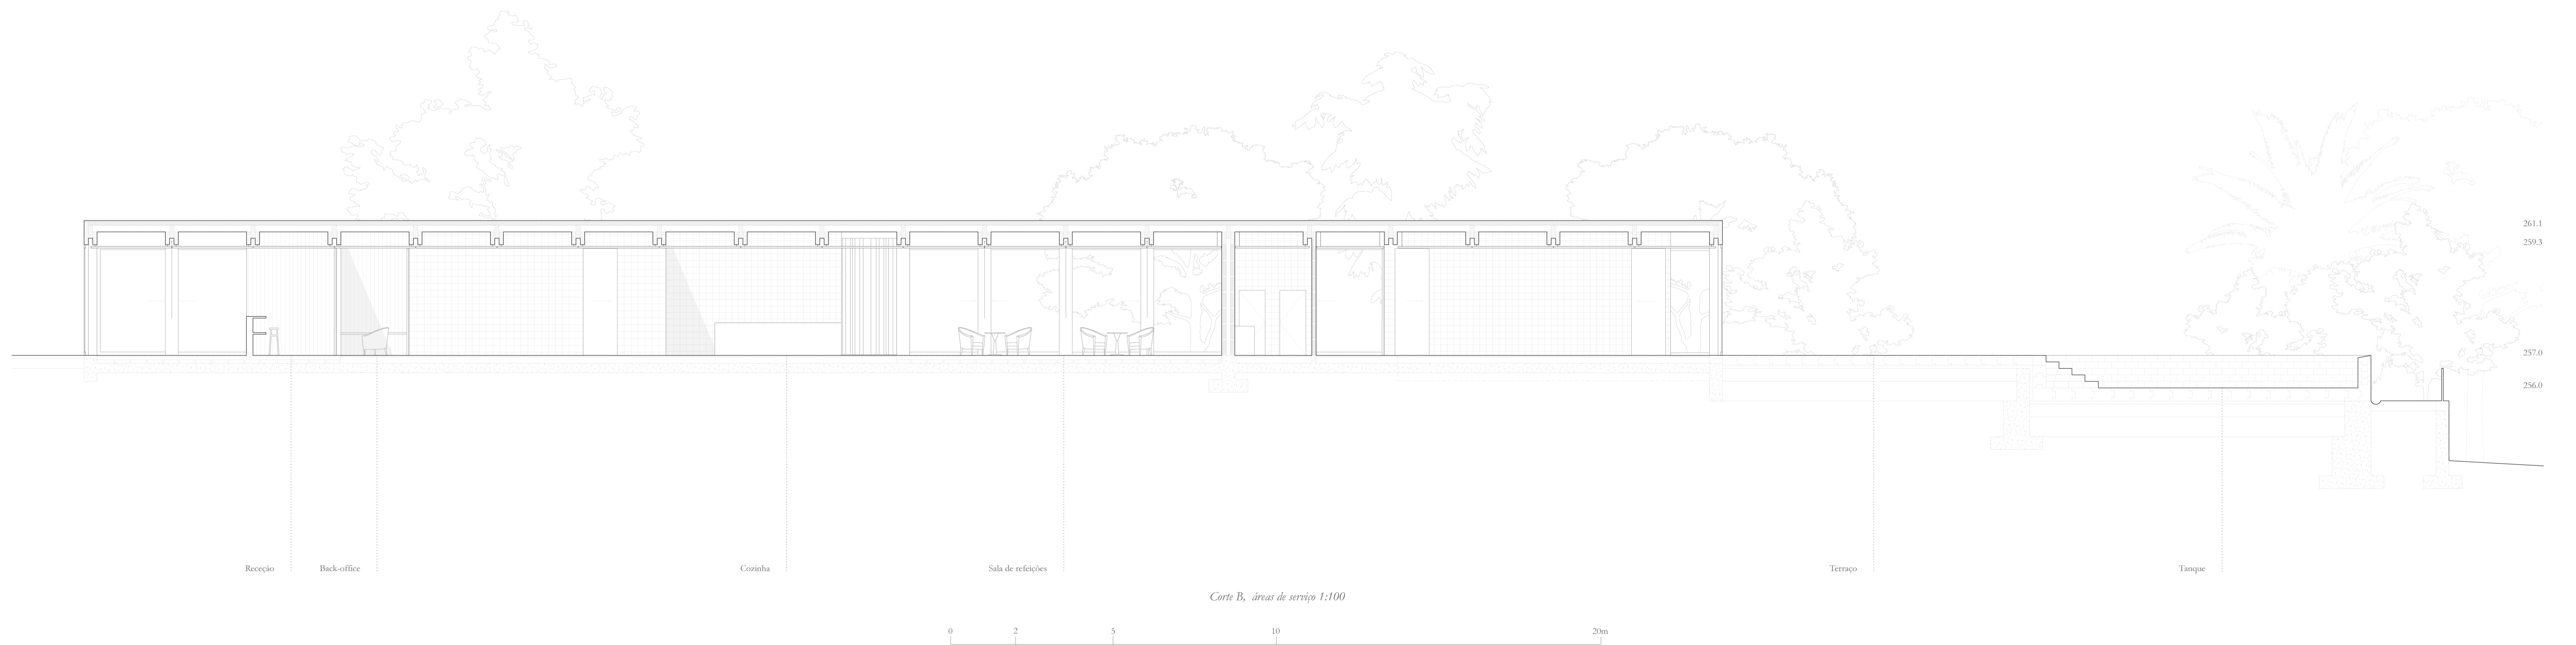 261.1
259.3
257.0
256.0
Receção
Back-office
Cozinha
Sala de refeições
Terraço
Tanque
Corte B, áreas de serviço 1:100
0 2 5 10 20m